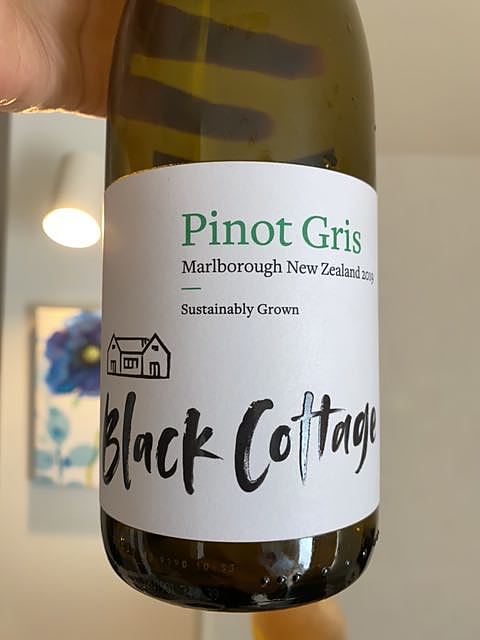 Pinot Gris
Marlborough New Zealand 2019
Sustainably Grown
Black Cottage